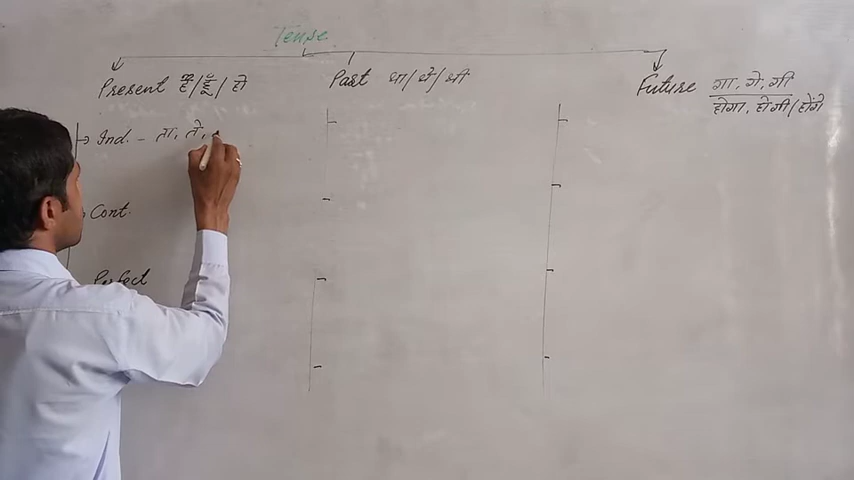 Tense
Present है/हूँ/हो
Past था/थे/थी
Future गा, गे, गी
होगा, होगी/होंगे
Ind. - ता, ते,
Cont.
Perfect